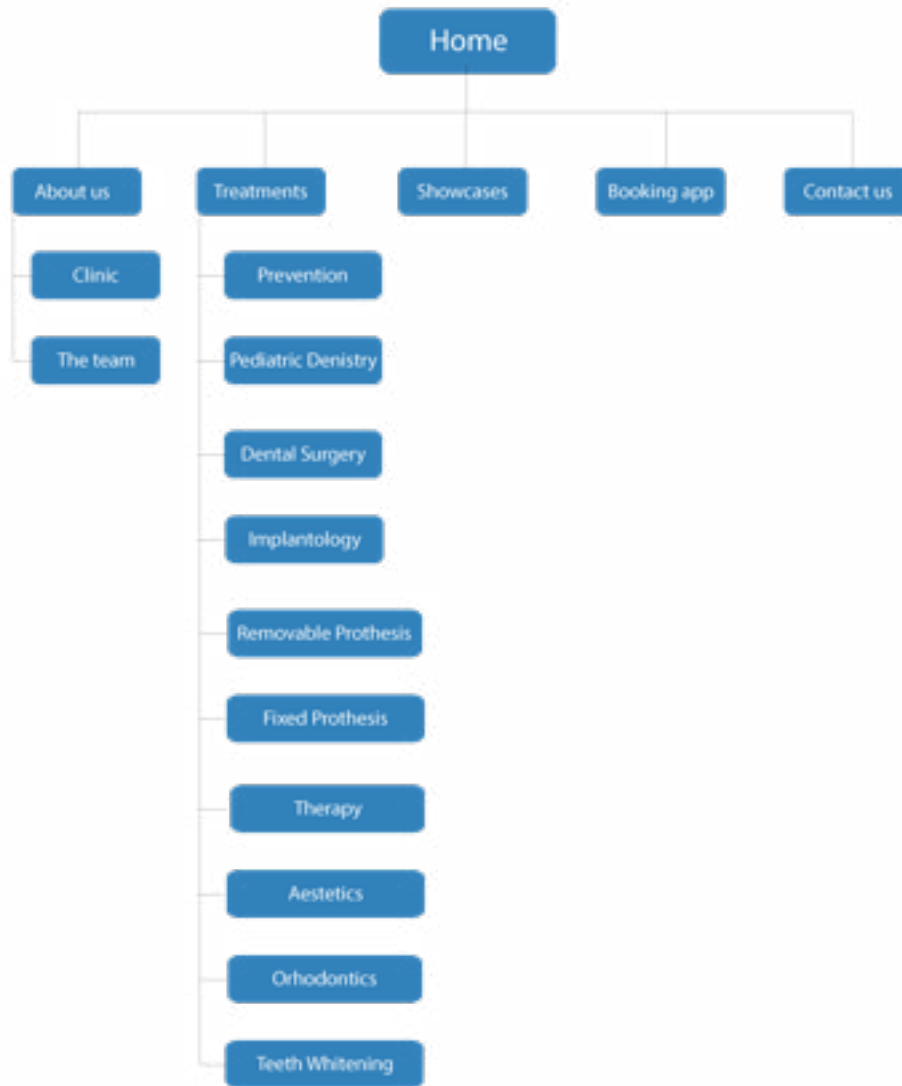 Home
About us
Treatments
Showcases
Booking app
Contact us
Clinic
The team
Prevention
Pediatric Denistry
Dental Surgery
Implantology
Removable Prothesis
Fixed Prothesis
Therapy
Aestetics
Orhodontics
Teeth Whitening